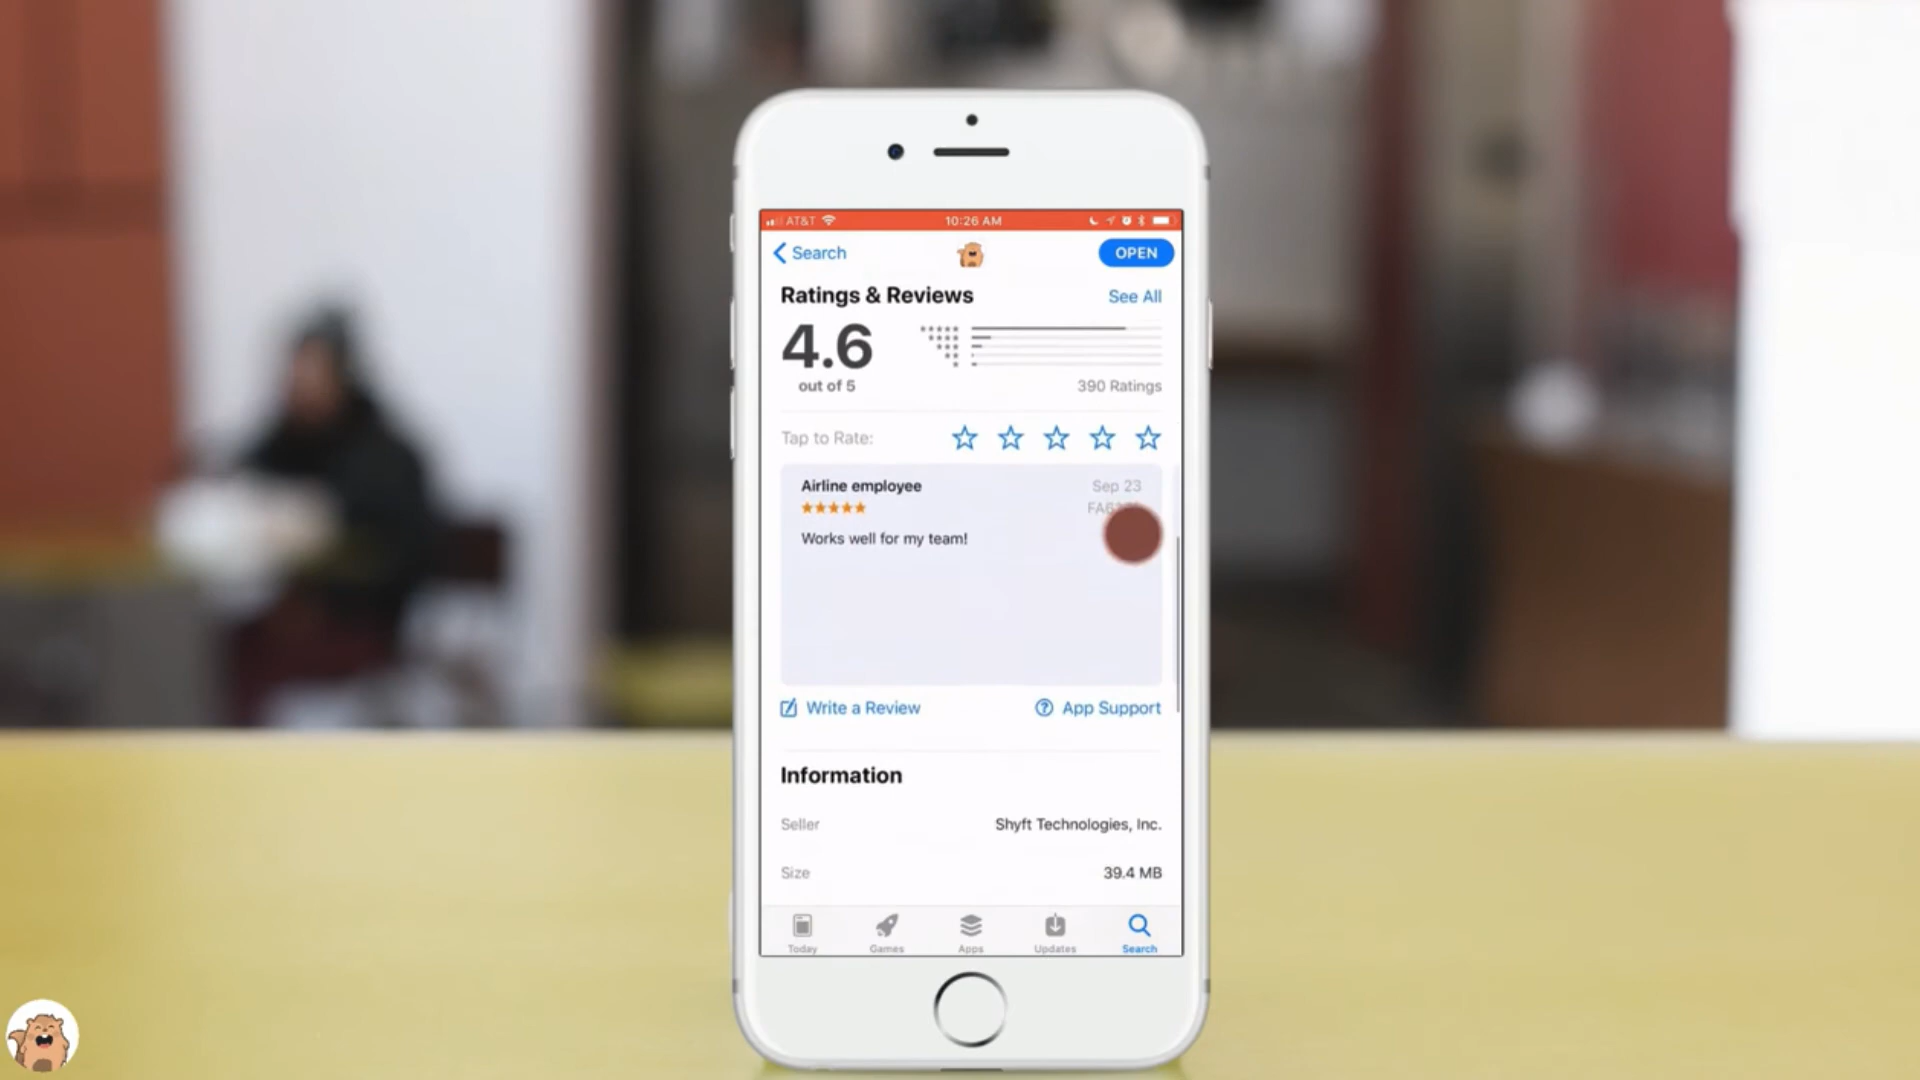 AT&T 10:26 AM
Search OPEN
Ratings & Reviews See All
4.6
out of 5 390 Ratings
Tap to Rate:
Airline employee Sep 23
Works well for my team!
Write a Review App Support
Information
Seller Shyft Technologies, Inc.
Size 39.4 MB
Today Games Apps Updates Search